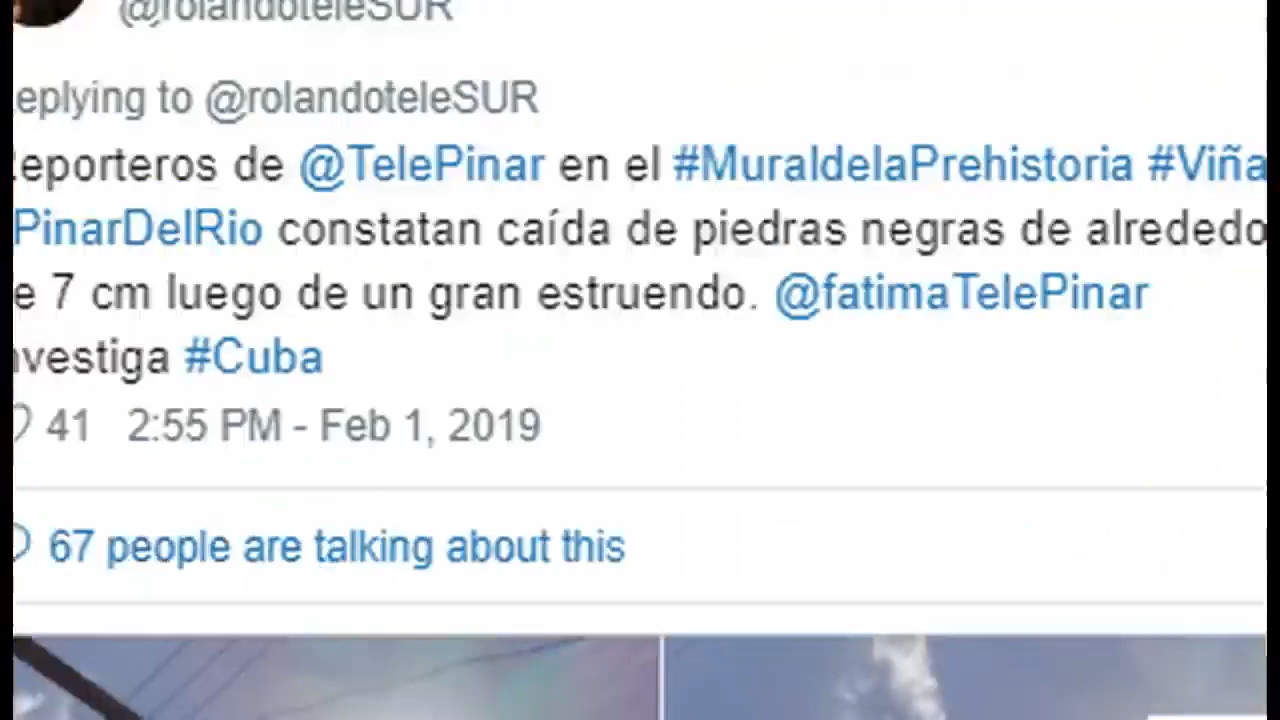 @rolandoteleSUR
eplying to @rolandoteleSUR
eporteros de @TelePinar en el #MuraldelaPrehistoria #Viña
PinarDelRio constatan caída de piedras negras de alrededo
e 7 cm luego de un gran estruendo. @fatimaTelePinar
nvestiga #Cuba
41 2:55 PM - Feb 1, 2019
67 people are talking about this